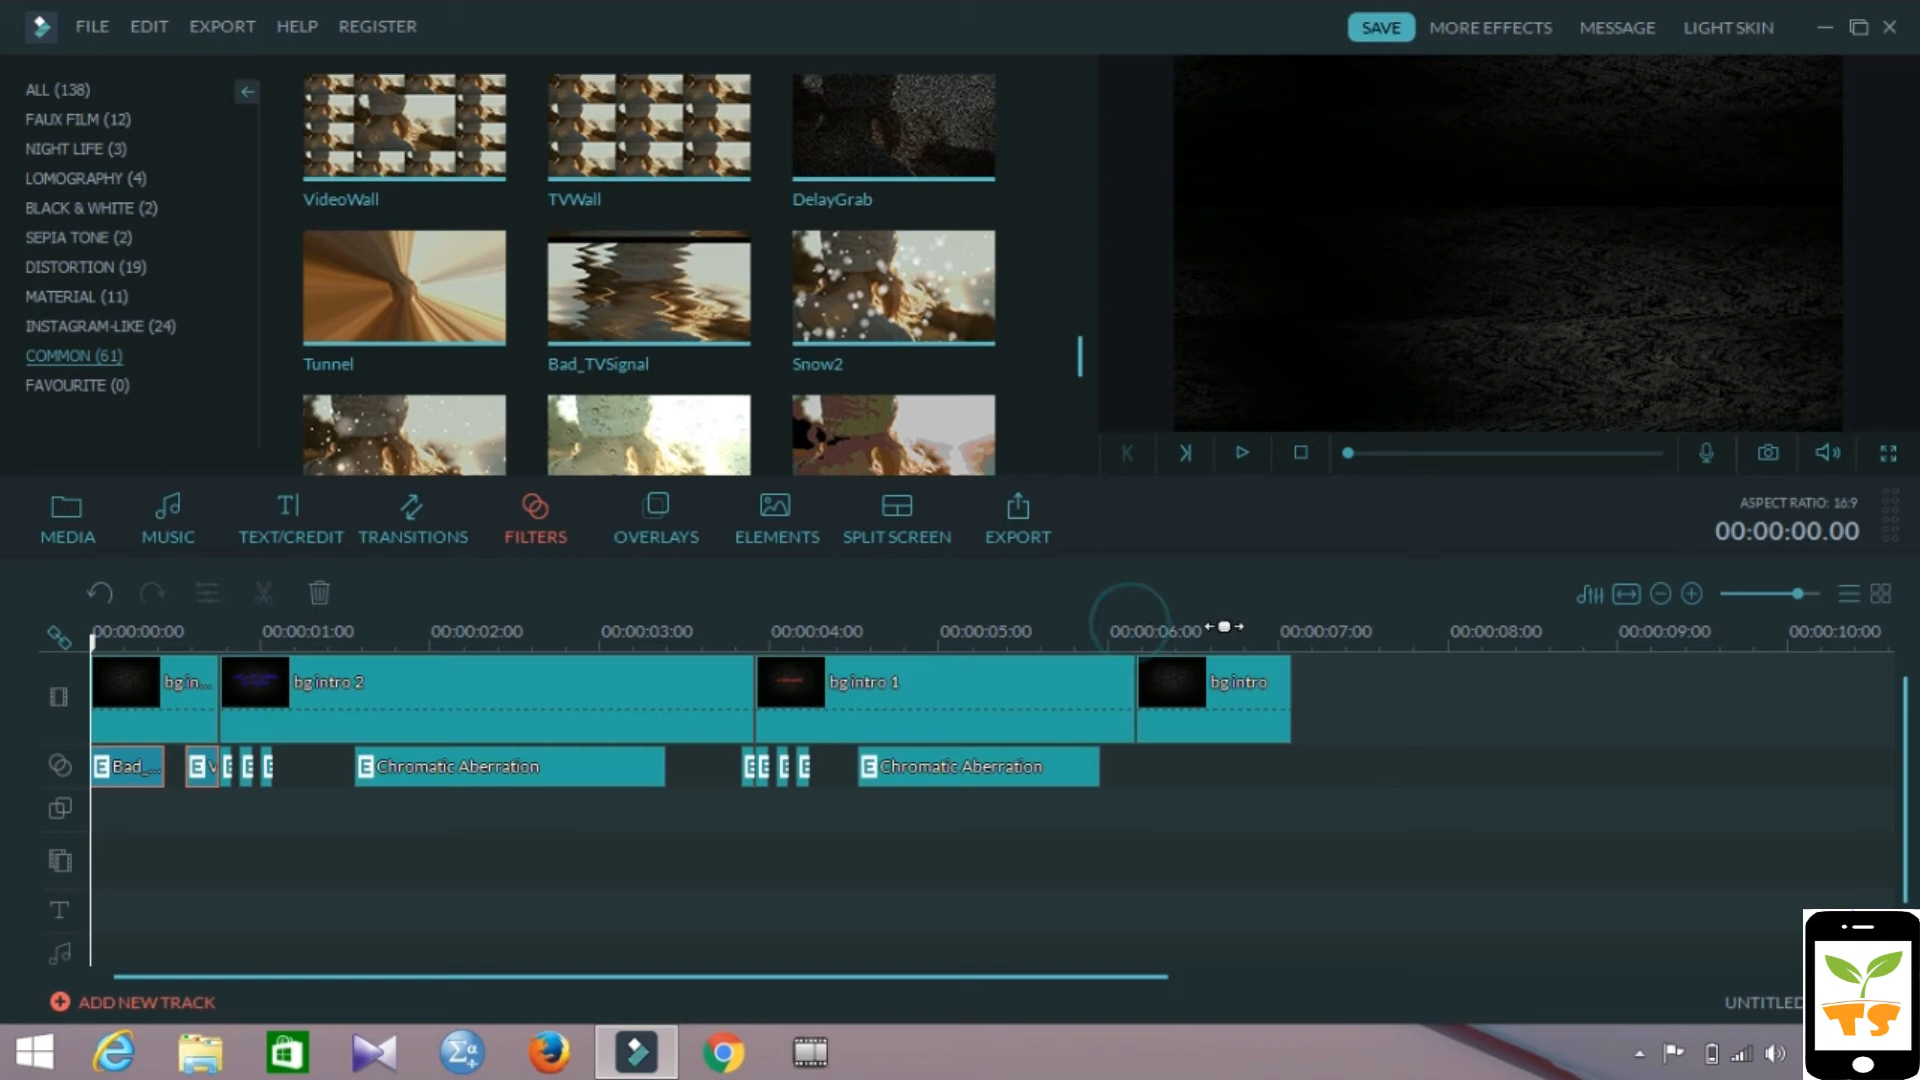 FILE EDIT EXPORT HELP REGISTER
SAVE MORE EFFECTS MESSAGE LIGHT SKIN
ALL (138)
FAUX FILM (12)
NIGHT LIFE (3)
LOMOGRAPHY (4)
BLACK & WHITE (2)
SEPIA TONE (2)
DISTORTION (19)
MATERIAL (11)
INSTAGRAM-LIKE (24)
COMMON (61)
FAVOURITE (0)
VideoWall TVWall DelayGrab
Tunnel Bad_TVSignal Snow2
MEDIA MUSIC TEXT/CREDIT TRANSITIONS FILTERS OVERLAYS ELEMENTS SPLIT SCREEN EXPORT
ASPECT RATIO: 16:9
00:00:00.00
00:00:00:00 00:00:01:00 00:00:02:00 00:00:03:00 00:00:04:00 00:00:05:00 00:00:06:00 00:00:07:00 00:00:08:00 00:00:09:00 00:00:10:00
bg in... bg intro 2 bg intro 1 bg intro
E Bad_... E V E E E E Chromatic Aberration E E E E E Chromatic Aberration
ADD NEW TRACK
UNTITLED
TS